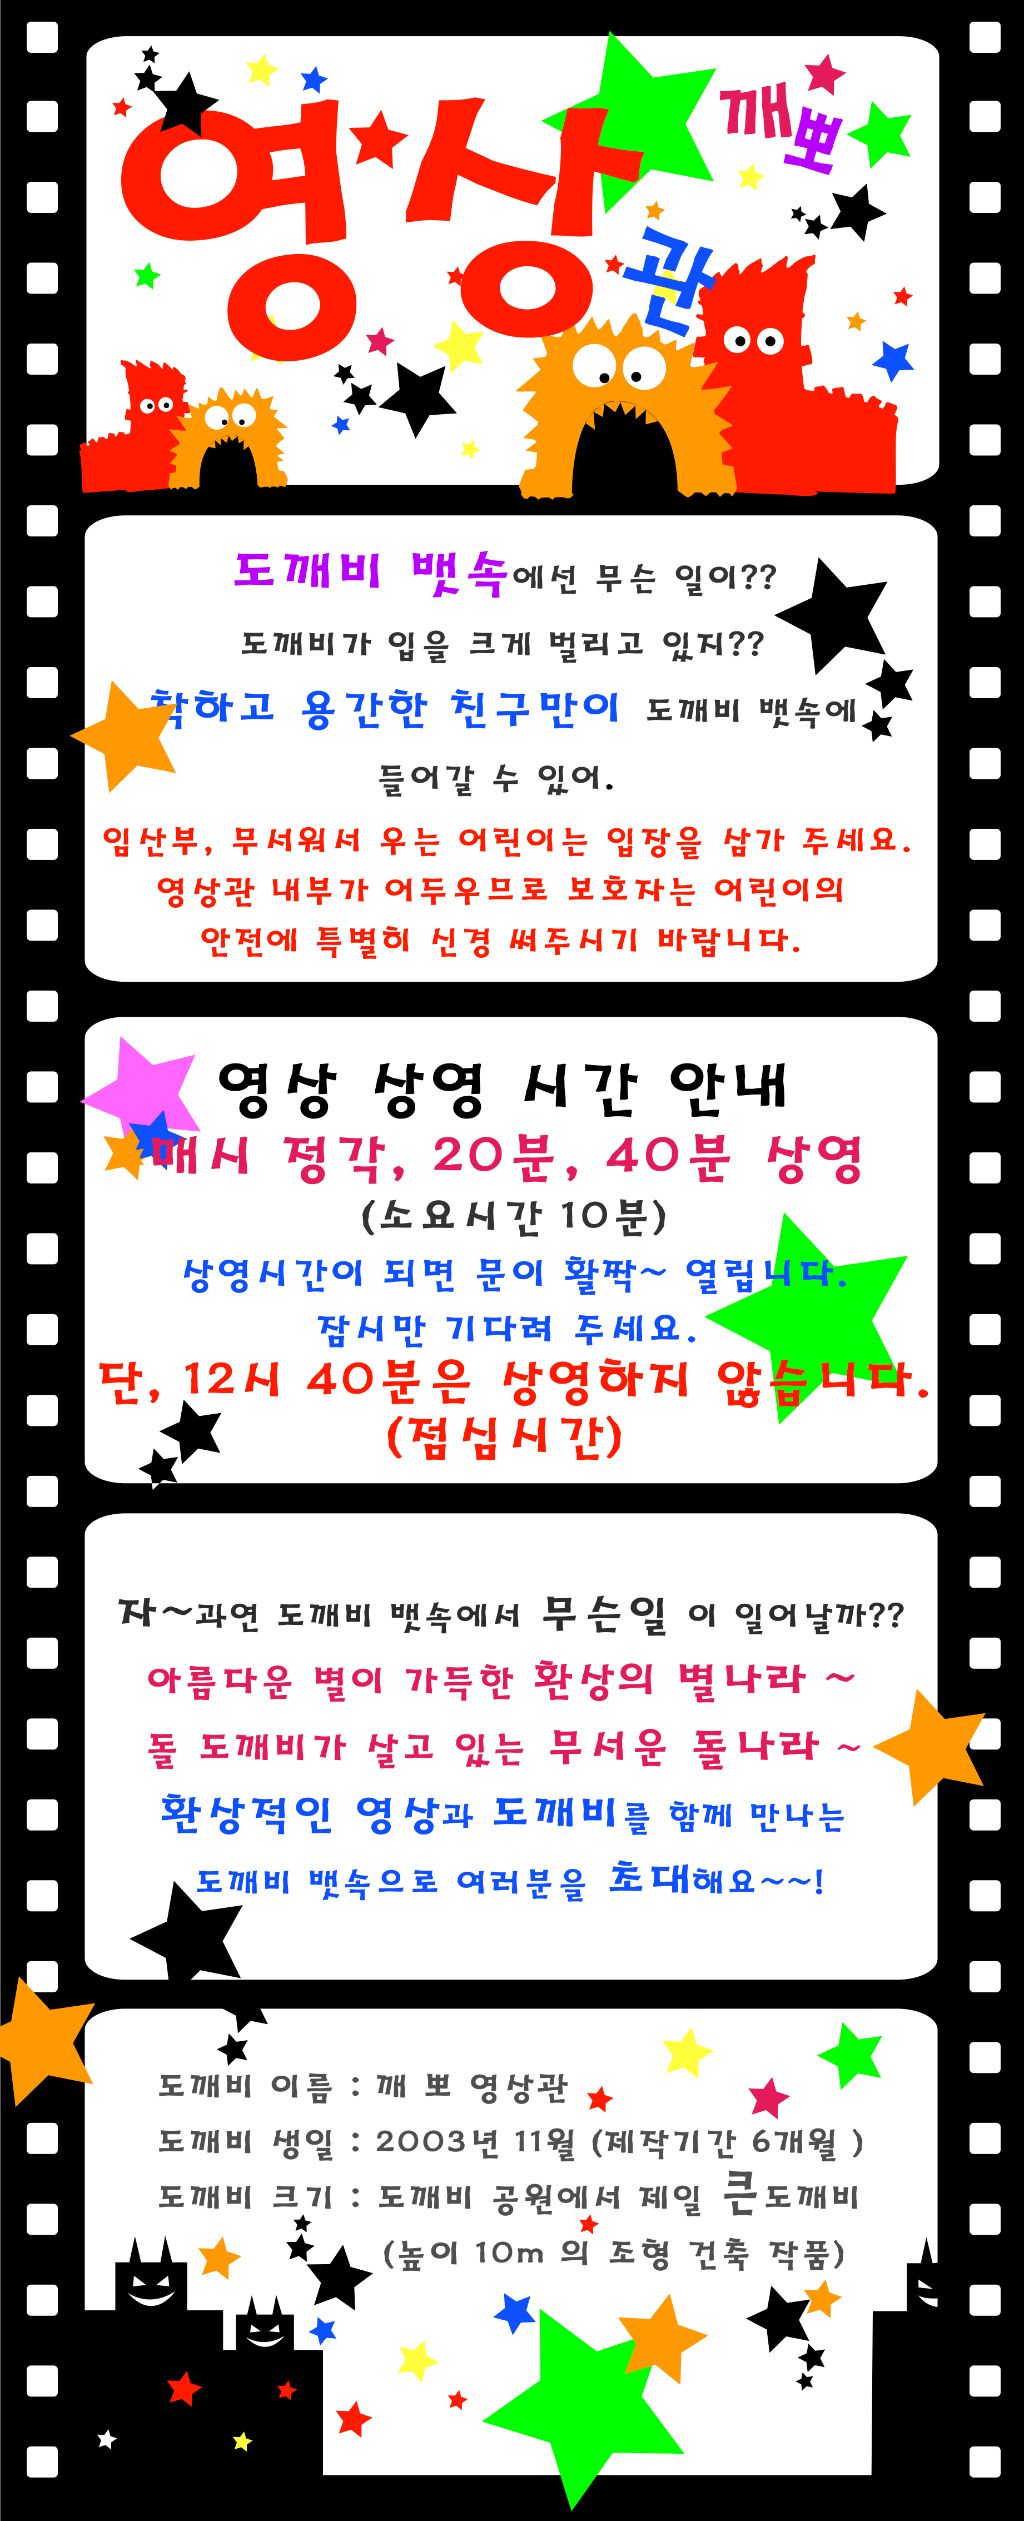 영상
깨뽀
관
도깨비 뱃속에선 무슨 일이??
도깨비가 입을 크게 벌리고 있지??
착하고 용간한 친구만이 도깨비 뱃속에
들어갈 수 있어.
임산부, 무서워서 우는 어린이는 입장을 삼가 주세요.
영상관 내부가 어두우므로 보호자는 어린이의
안전에 특별히 신경 써주시기 바랍니다.
영상 상영 시간 안내
매시 정각, 20분, 40분 상영
(소요시간 10분)
상영시간이 되면 문이 활짝~ 열립니다.
잠시만 기다려 주세요.
단, 12시 40분은 상영하지 않습니다.
(점심시간)
자~과연 도깨비 뱃속에서 무슨일 이 일어날까??
아름다운 별이 가득한 환상의 별나라 ~
돌 도깨비가 살고 있는 무서운 돌나라 ~
환상적인 영상과 도깨비를 함께 만나는
도깨비 뱃속으로 여러분을 초대해요~~!
도깨비 이름 : 깨 뽀 영상관
도깨비 생일 : 2003년 11월 (제작기간 6개월 )
도깨비 크기 : 도깨비 공원에서 제일 큰도깨비
(높이 10m 의 조형 건축 작품)